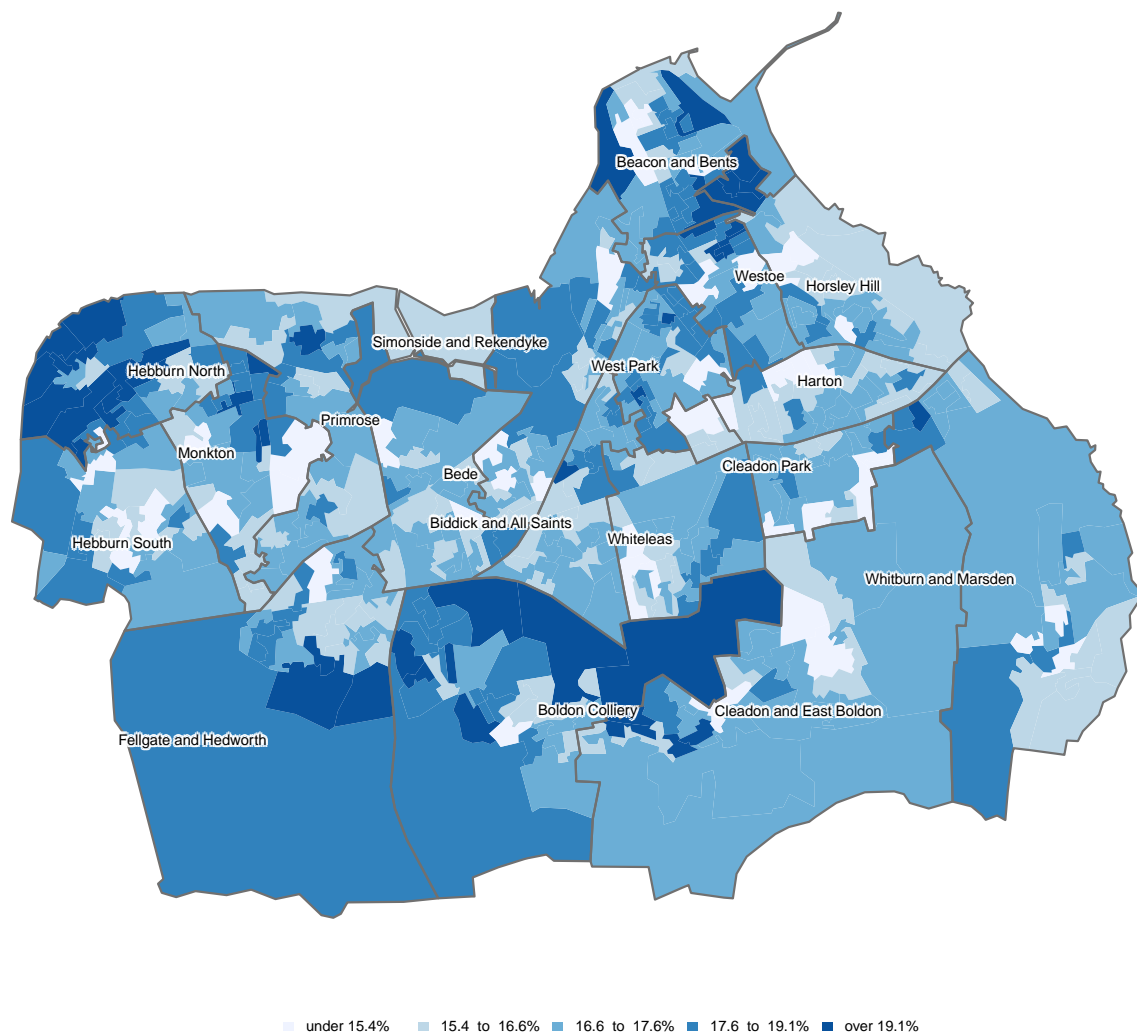 Beacon and Bents
Westoe
Horsley Hill
Simonside and Rekendyke
West Park
Hebburn North
Harton
Primrose
Monkton
Cleadon Park
Bede
Biddick and All Saints
Whiteleas
Hebburn South
Whitburn and Marsden
Boldon Colliery
Cleadon and East Boldon
Fellgate and Hedworth
under 15.4% 15.4 to 16.6% 16.6 to 17.6% 17.6 to 19.1% over 19.1%